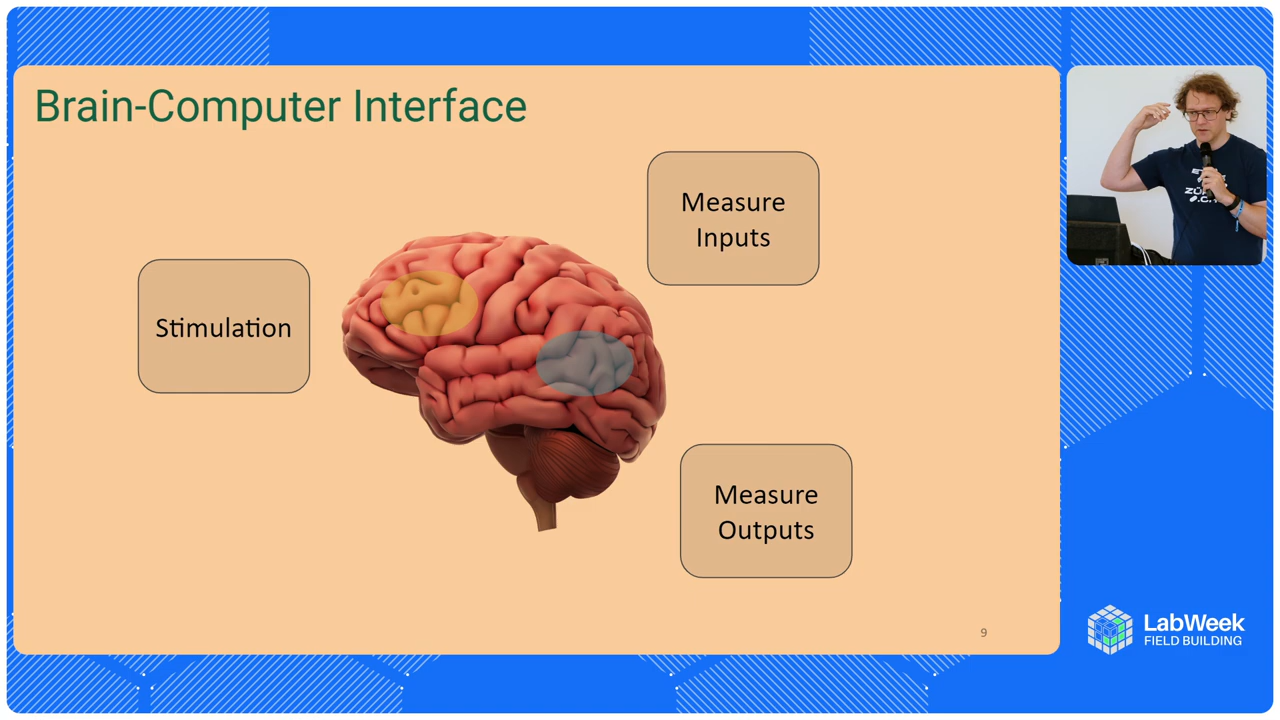 Brain-Computer Interface
Measure
Inputs
Stimulation
Measure
Outputs
9
LabWeek
FIELD BUILDING